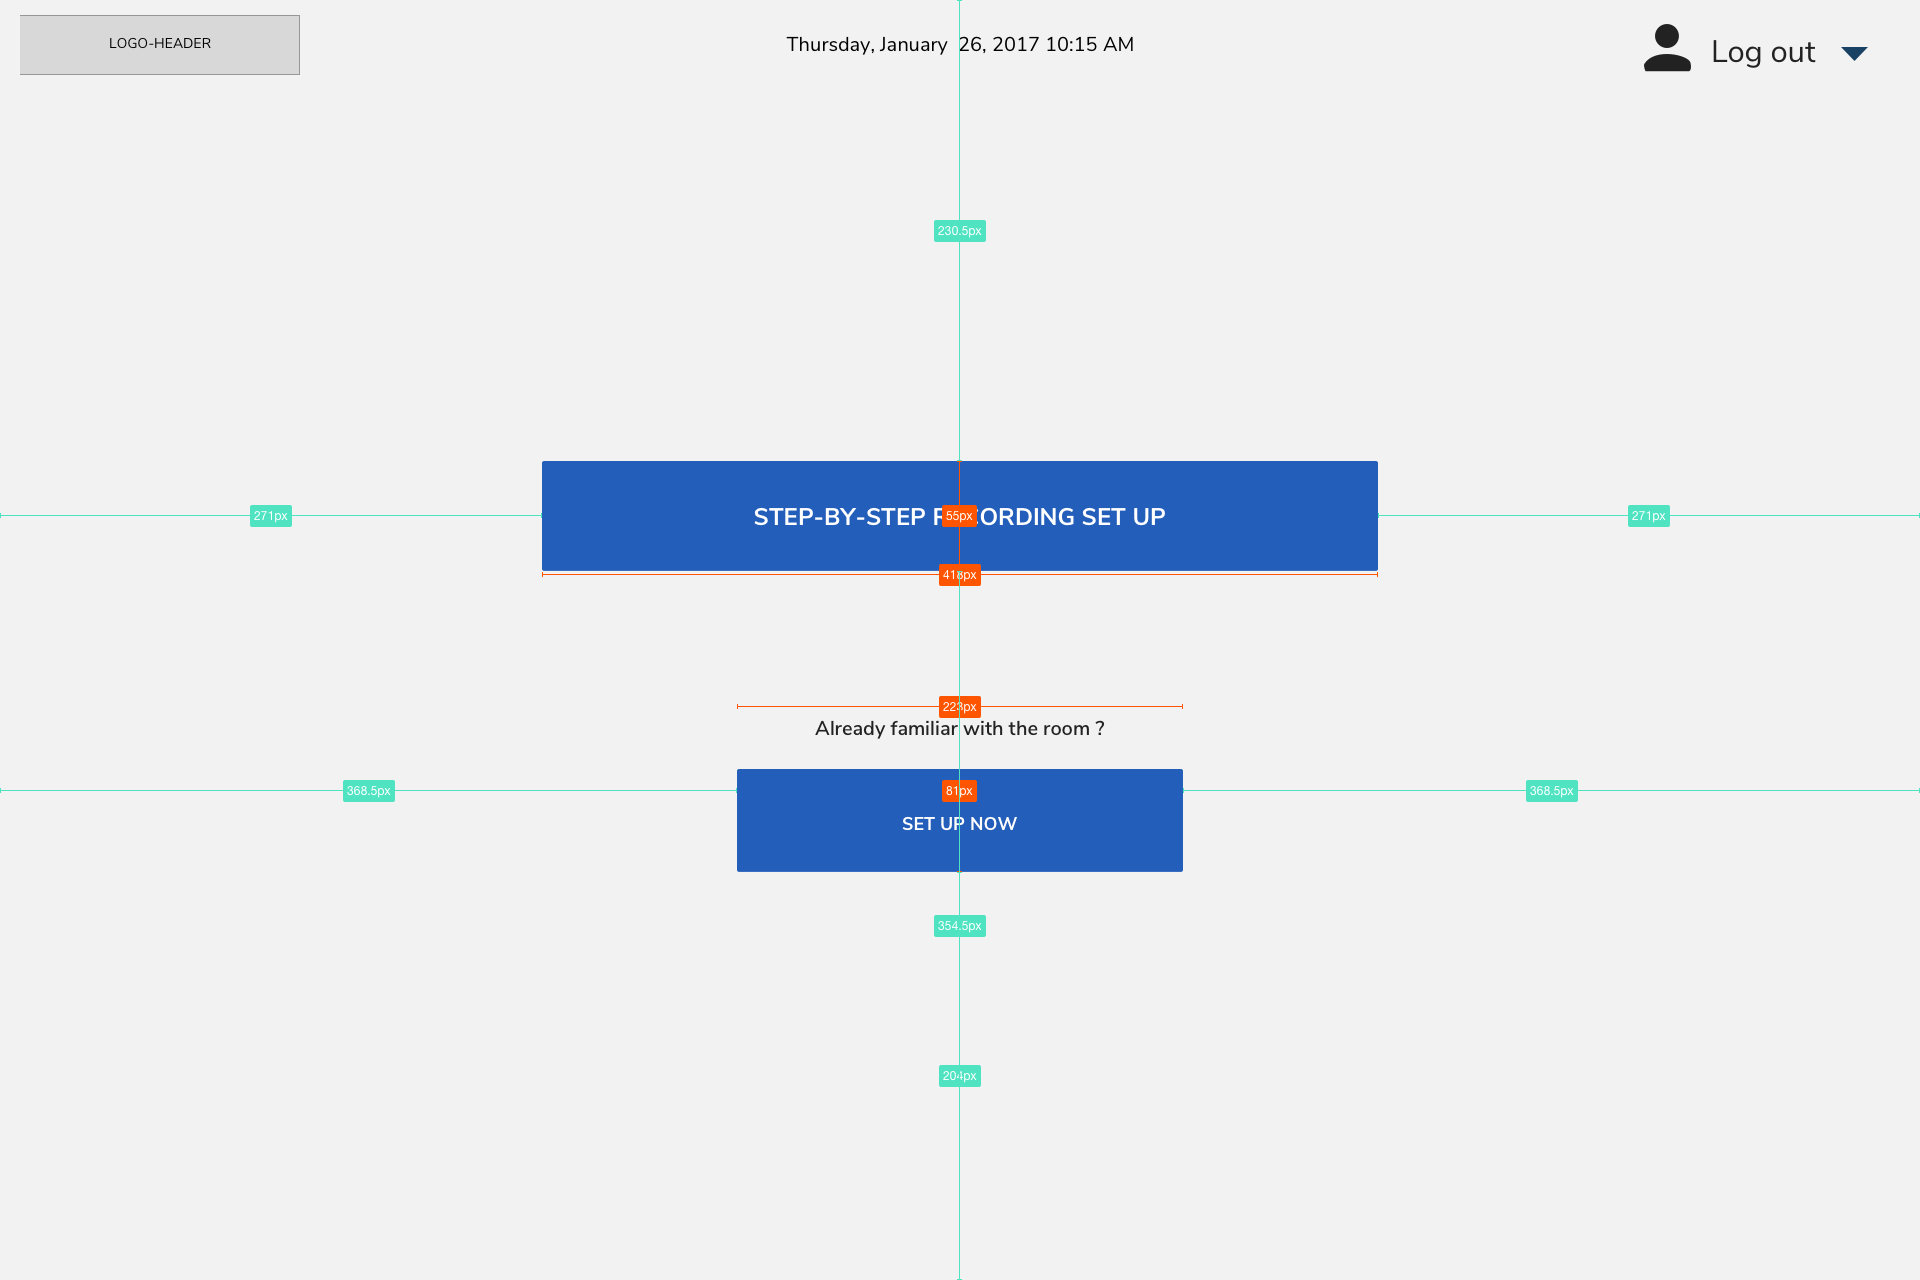 LOGO-HEADER
Thursday, January 26, 2017 10:15 AM
Log out
230.5px
271px
STEP-BY-STEP RECORDING SET UP
55px
271px
418px
223px
Already familiar with the room ?
368.5px
81px
368.5px
SET UP NOW
354.5px
204px